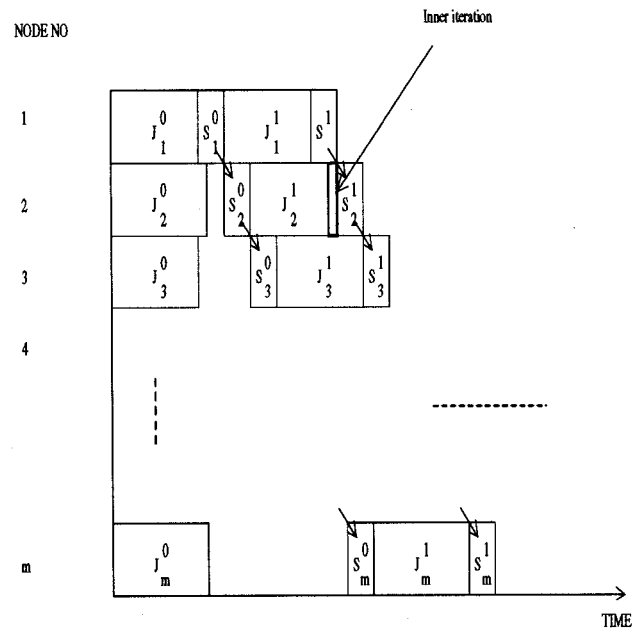 Inner iteration
NODE NO
1
J 0 1 S 0 1 J 1 1 S 1
2
J 0 2 S 0 2 J 1 2 S 1 2
3
J 0 3 S 0 3 J 1 3 S 1 3
4
m
J 0 m S 0 m J 1 m S 1 m
TIME